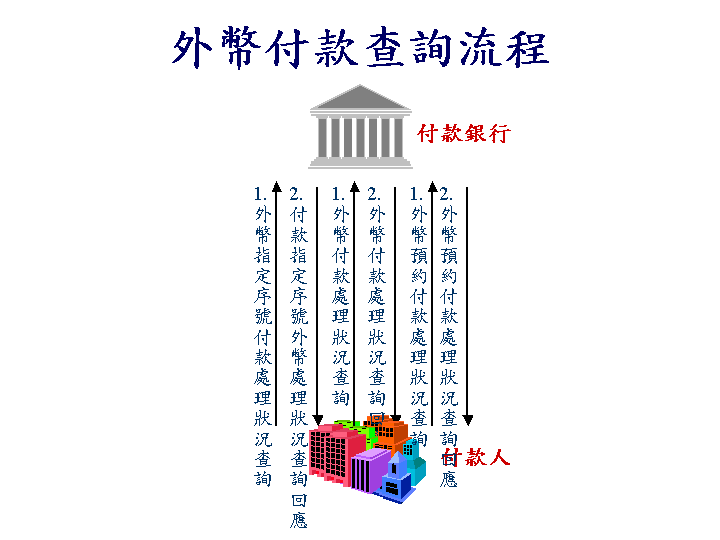 外幣付款查詢流程
付款銀行
1.外幣指定序號付款處理狀況查詢
2.付款指定序號外幣處理狀況查詢回應
1.外幣付款處理狀況查詢
2.外幣付款處理狀況查詢回
1.外幣預約付款處理狀況查詢
2.外幣預約付款處理狀況查詢回應
付款人